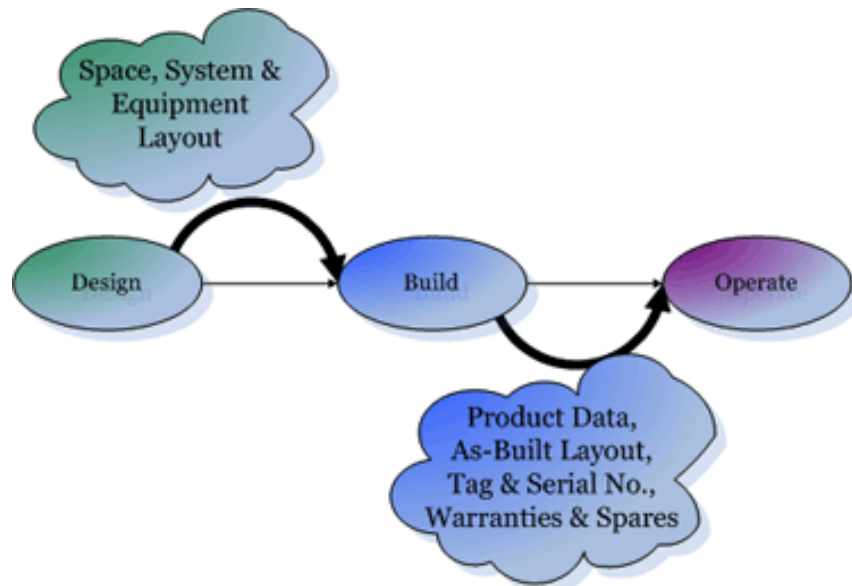 Space, System &
Equipment
Layout
Design
Build
Operate
Product Data,
As-Built Layout,
Tag & Serial No.,
Warranties & Spares